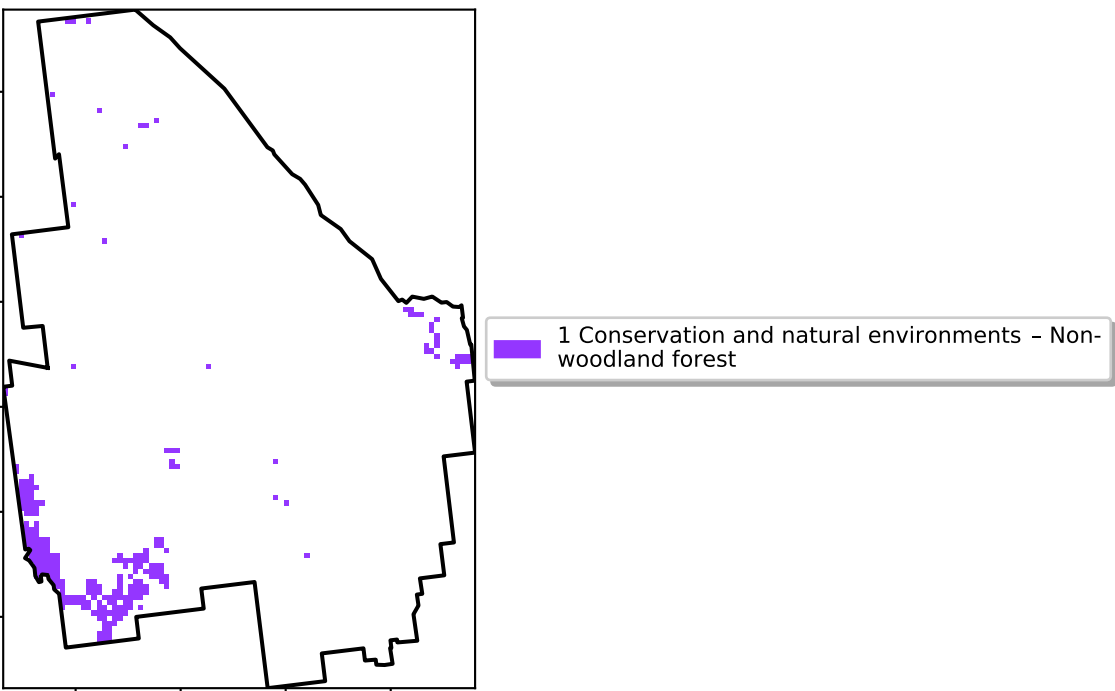 1 Conservation and natural environments – Non-
woodland forest